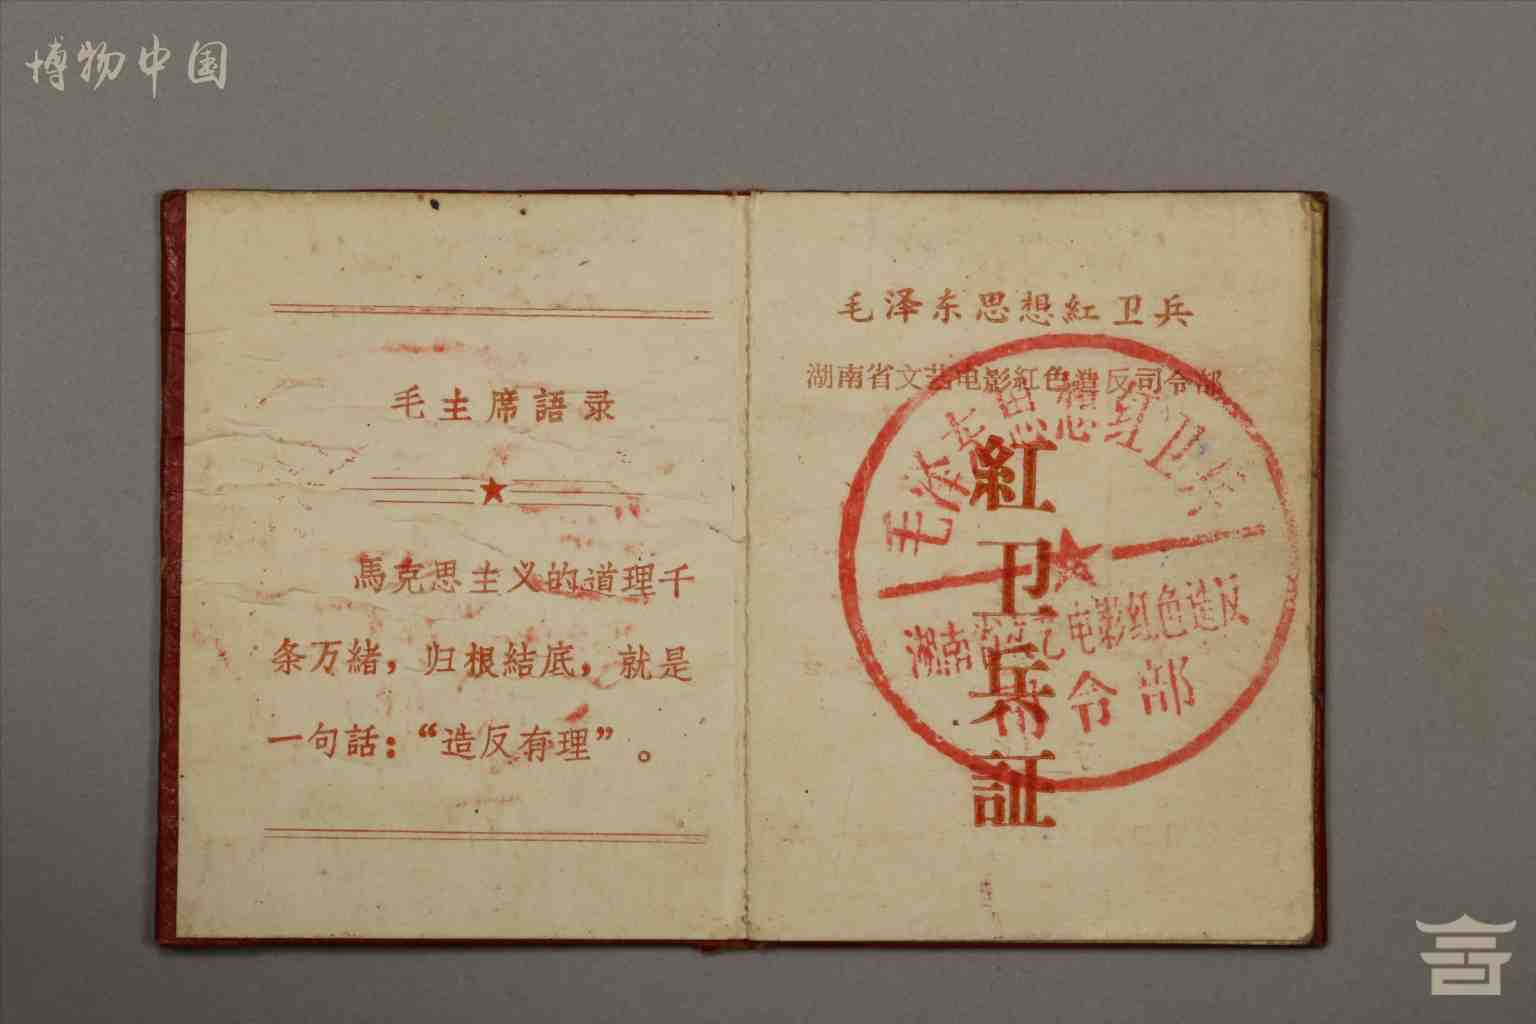 博物中国
毛主席語录
馬克思主义的道理千
条万緒，归根結底，就是
一句話：“造反有理”。
毛泽东思想紅卫兵
湖南省文艺电影紅色造反司令部
紅卫兵証
毛泽东思想红卫兵
湖南省文艺电影红色造反
司令部